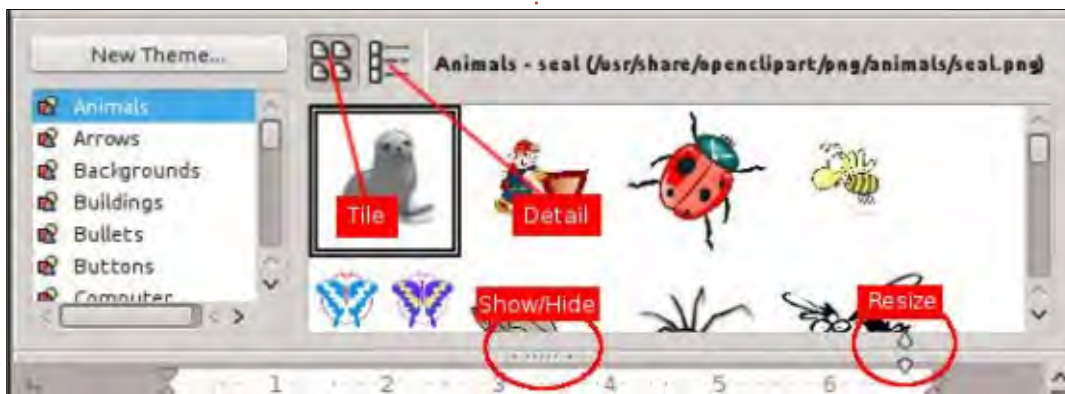 New Theme...
Animals - seal (/usr/share/openclipart/png/animals/seal.png)
Animals
Arrows
Backgrounds
Buildings
Bullets
Buttons
Computer
Tile
Detail
Show/Hide
Resize
1 2 3 4 5 6